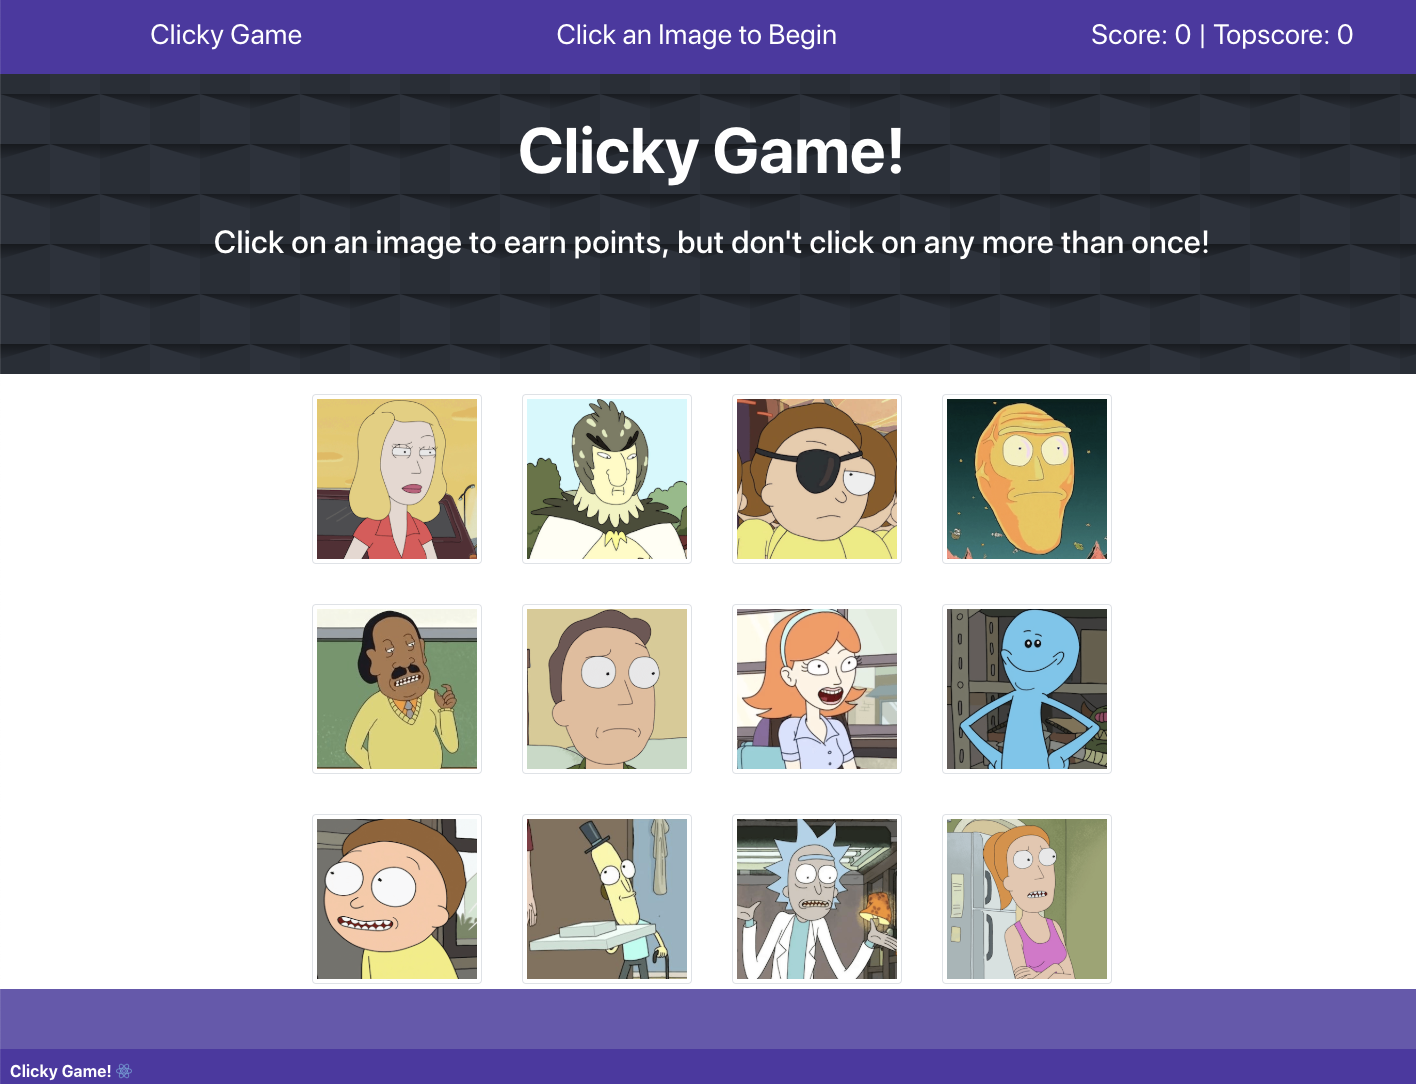 Clicky Game
Click an Image to Begin
Score: 0 | Topscore: 0
Clicky Game!
Click on an image to earn points, but don't click on any more than once!
Clicky Game!